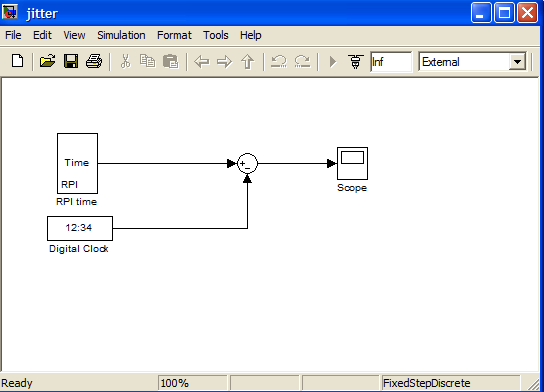 jitter
File Edit View Simulation Format Tools Help
Inf External
Time
RPI
RPI time
12:34
Digital Clock
+
−
Scope
Ready 100% FixedStepDiscrete